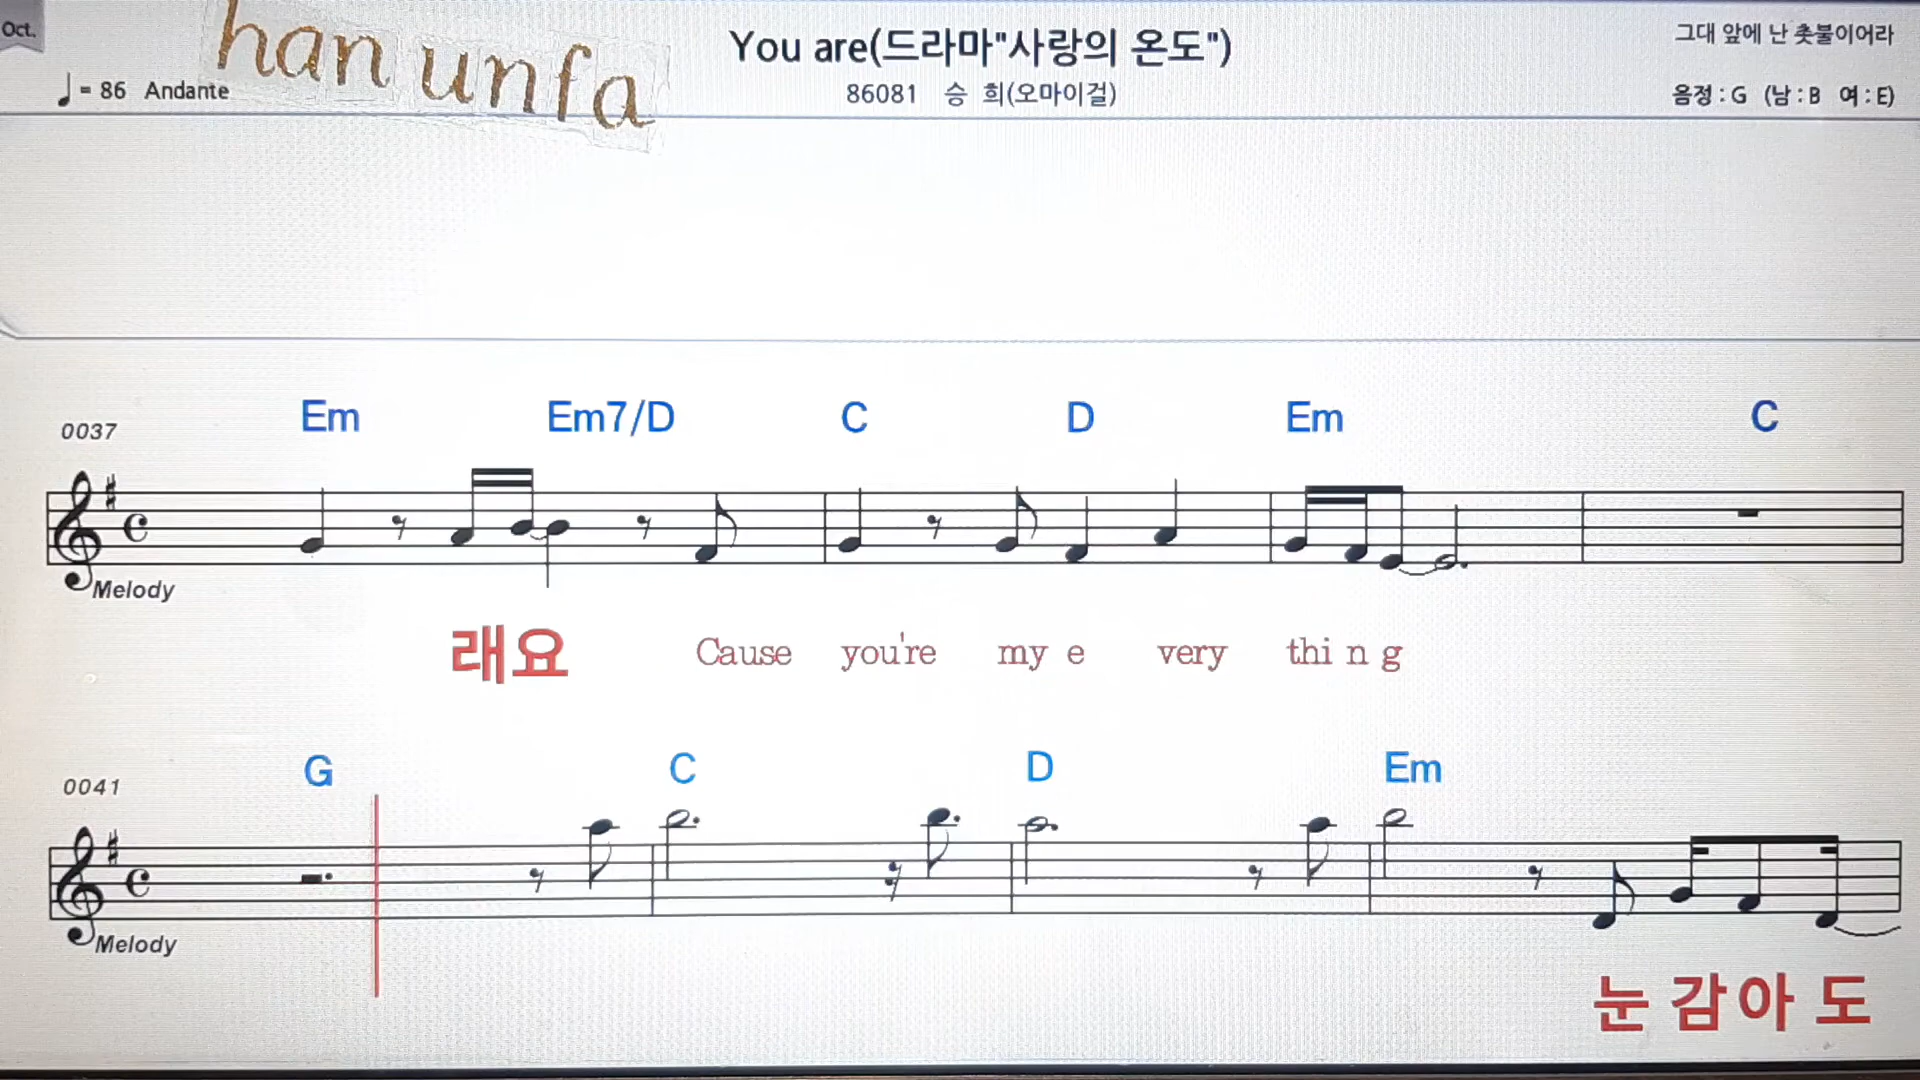 Oct.
han unfa
You are(드라마"사랑의 온도")
그대 앞에 난 촛불이어라
♩= 86 Andante
86081 승 희(오마이걸)
음정 : G (남 : B 여 : E)
Em Em7/D C D Em C
0037
Melody
래요 Cause you're my e very thi n g
G C D Em
0041
Melody
눈 감아 도